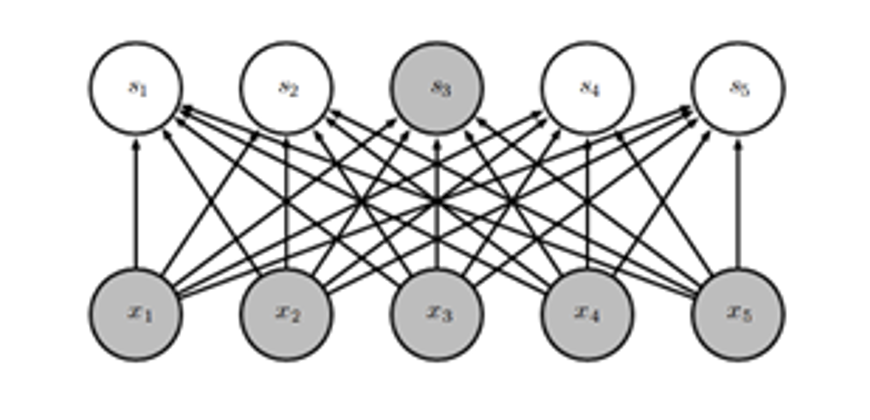 s₁ s₂ s₃ s₄ s₅
x₁ x₂ x₃ x₄ x₅